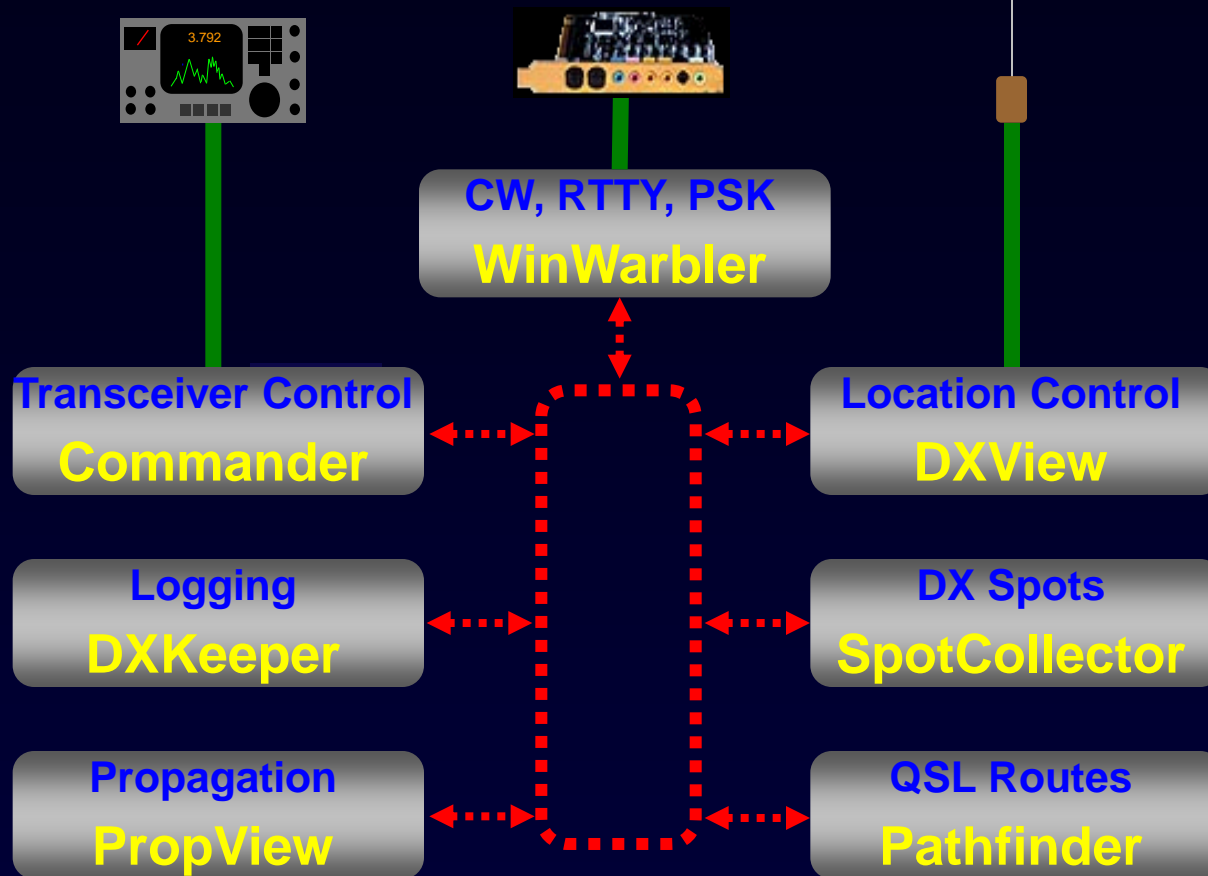 3.792
CW, RTTY, PSK
WinWarbler
Transceiver Control
Commander
Location Control
DXView
Logging
DXKeeper
DX Spots
SpotCollector
Propagation
PropView
QSL Routes
Pathfinder